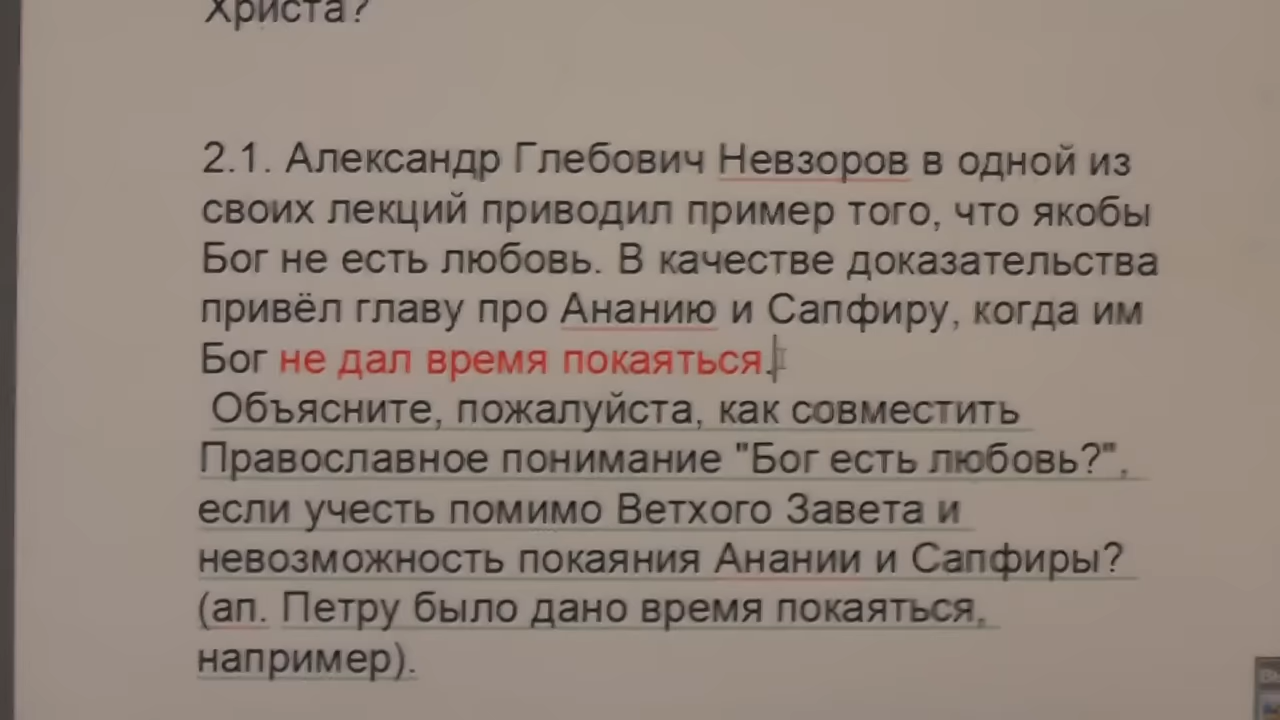 Христа?
2.1. Александр Глебович Невзоров в одной из
своих лекций приводил пример того, что якобы
Бог не есть любовь. В качестве доказательства
привёл главу про Ананию и Сапфиру, когда им
Бог не дал время покаяться.
Объясните, пожалуйста, как совместить
Православное понимание "Бог есть любовь?",
если учесть помимо Ветхого Завета и
невозможность покаяния Анании и Сапфиры?
(ап. Петру было дано время покаяться,
например).